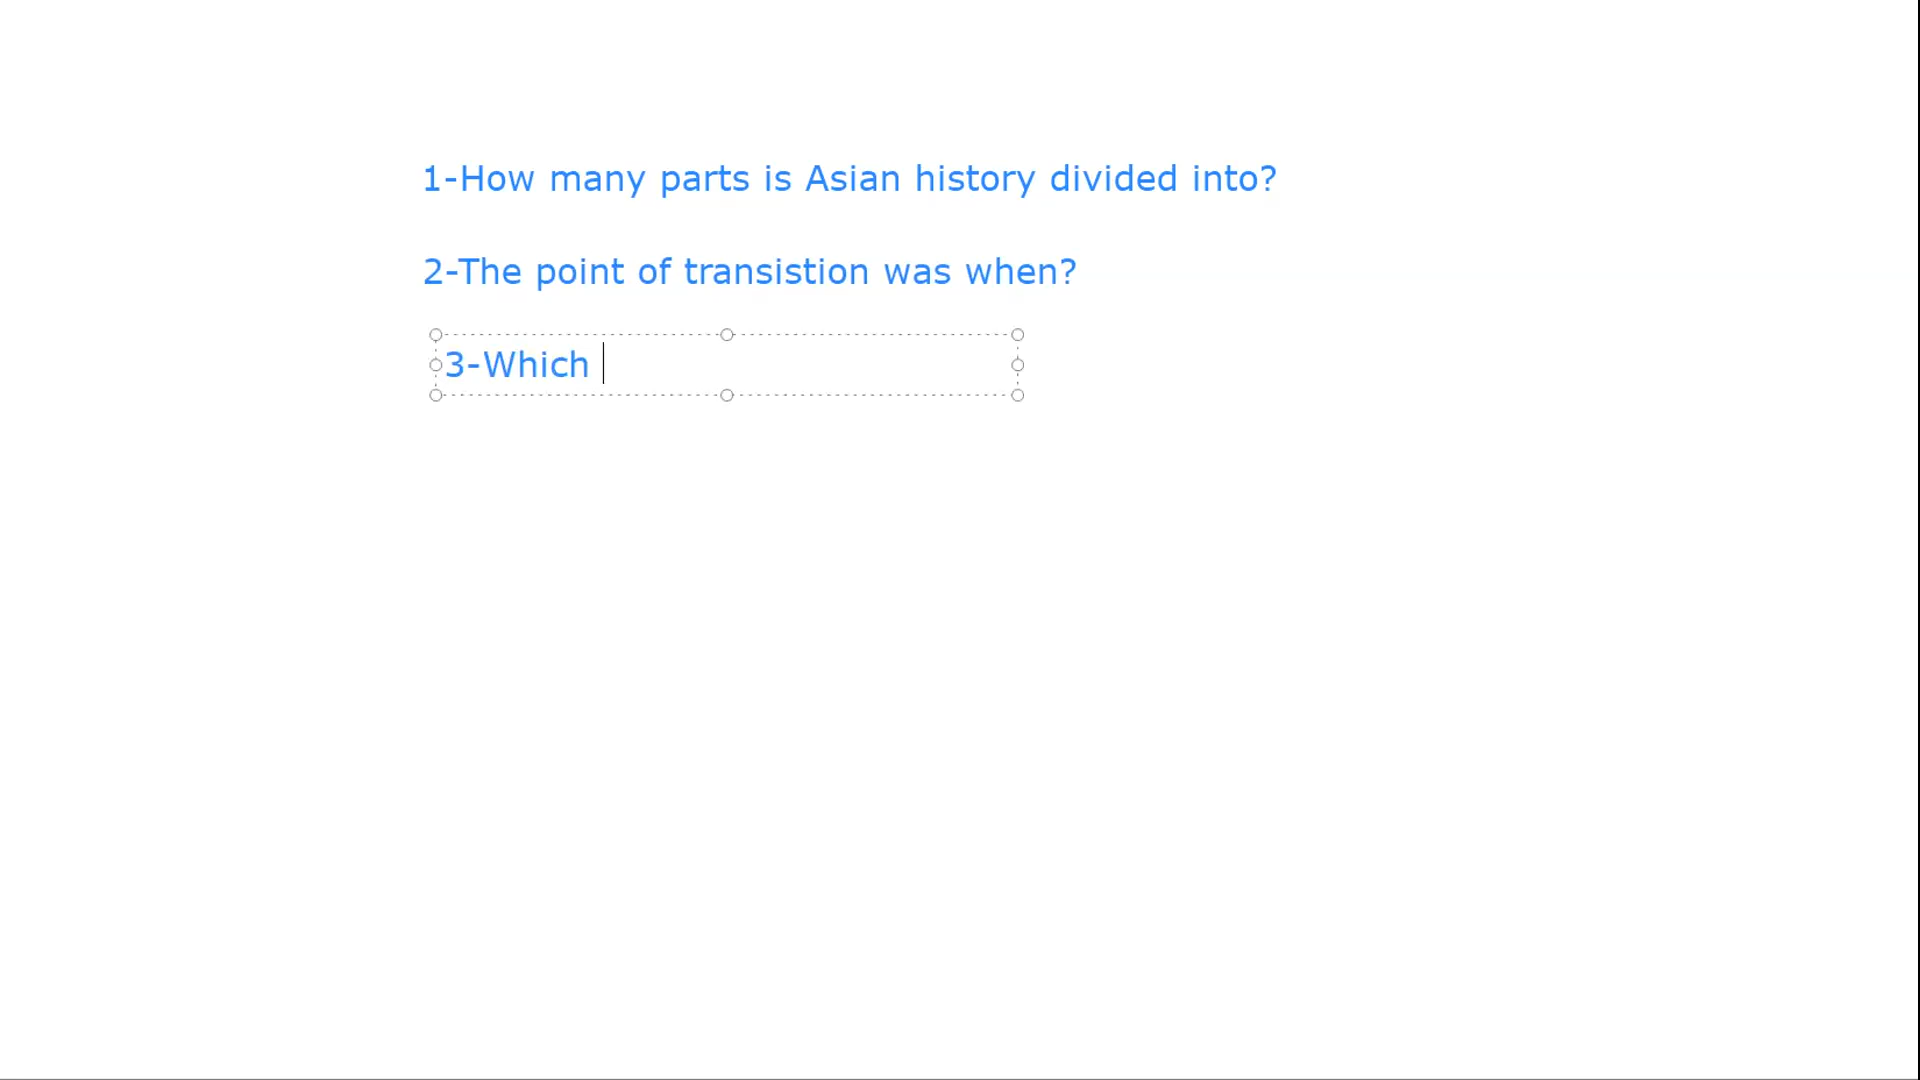 1-How many parts is Asian history divided into?
2-The point of transistion was when?
3-Which